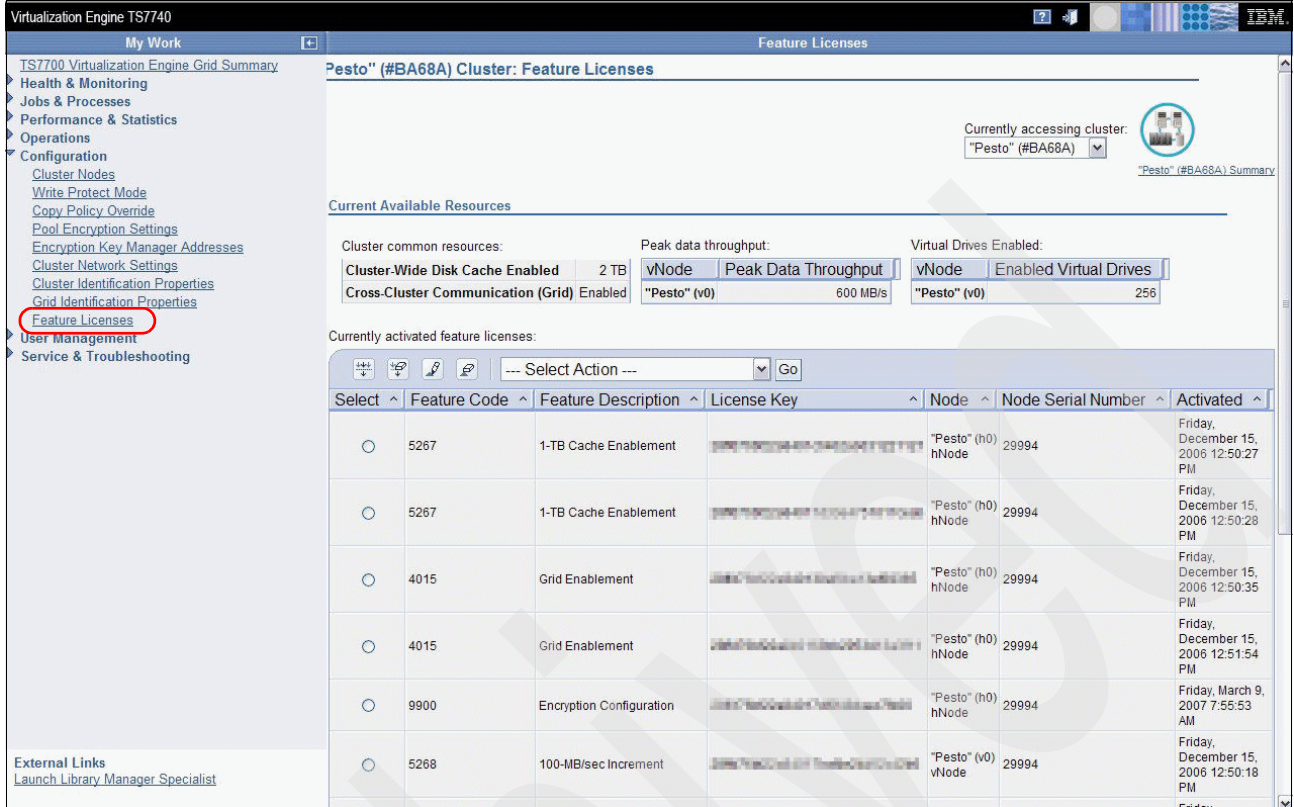 Virtualization Engine TS7740
? IBM.
My Work
Feature Licenses
TS7700 Virtualization Engine Grid Summary
Health & Monitoring
Jobs & Processes
Performance & Statistics
Operations
Configuration
Cluster Nodes
Write Protect Mode
Copy Policy Override
Pool Encryption Settings
Encryption Key Manager Addresses
Cluster Network Settings
Cluster Identification Properties
Grid Identification Properties
Feature Licenses
User Management
Service & Troubleshooting
External Links
Launch Library Manager Specialist
Pesto" (#BA68A) Cluster: Feature Licenses
Currently accessing cluster:
"Pesto" (#BA68A)
"Pesto" (#BA68A) Summary
Current Available Resources
Cluster common resources:
Cluster-Wide Disk Cache Enabled 2 TB
Cross-Cluster Communication (Grid) Enabled
Peak data throughput:
vNode Peak Data Throughput
"Pesto" (v0) 600 MB/s
Virtual Drives Enabled:
vNode Enabled Virtual Drives
"Pesto" (v0) 256
Currently activated feature licenses:
--- Select Action --- Go
Select Feature Code Feature Description License Key Node Node Serial Number Activated
5267 1-TB Cache Enablement "Pesto" (h0) hNode 29994 Friday, December 15, 2006 12:50:27 PM
5267 1-TB Cache Enablement "Pesto" (h0) hNode 29994 Friday, December 15, 2006 12:50:28 PM
4015 Grid Enablement "Pesto" (h0) hNode 29994 Friday, December 15, 2006 12:50:35 PM
4015 Grid Enablement "Pesto" (h0) hNode 29994 Friday, December 15, 2006 12:51:54 PM
9900 Encryption Configuration "Pesto" (h0) hNode 29994 Friday, March 9, 2007 7:55:53 AM
5268 100-MB/sec Increment "Pesto" (v0) vNode 29994 Friday, December 15, 2006 12:50:18 PM